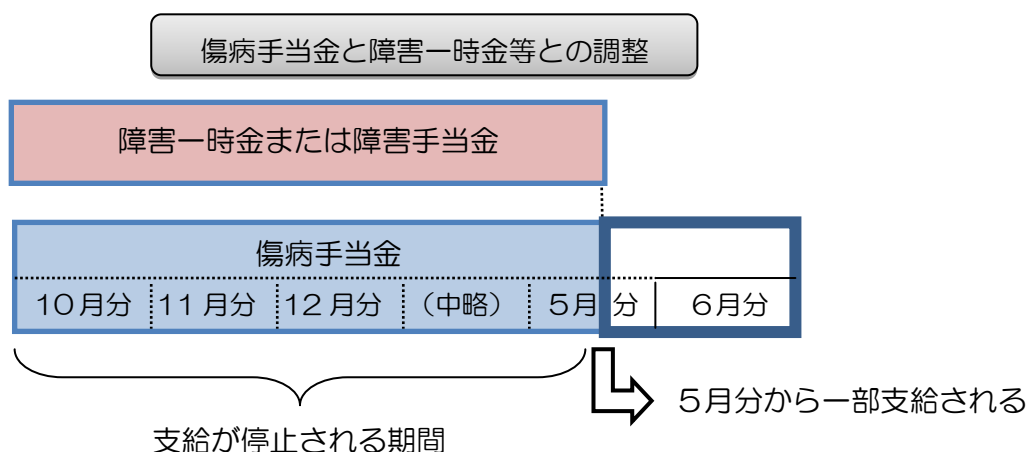 傷病手当金と障害一時金等との調整
障害一時金または障害手当金
傷病手当金
10月分 11月分 12月分 （中略） 5月分 6月分
5月分から一部支給される
支給が停止される期間